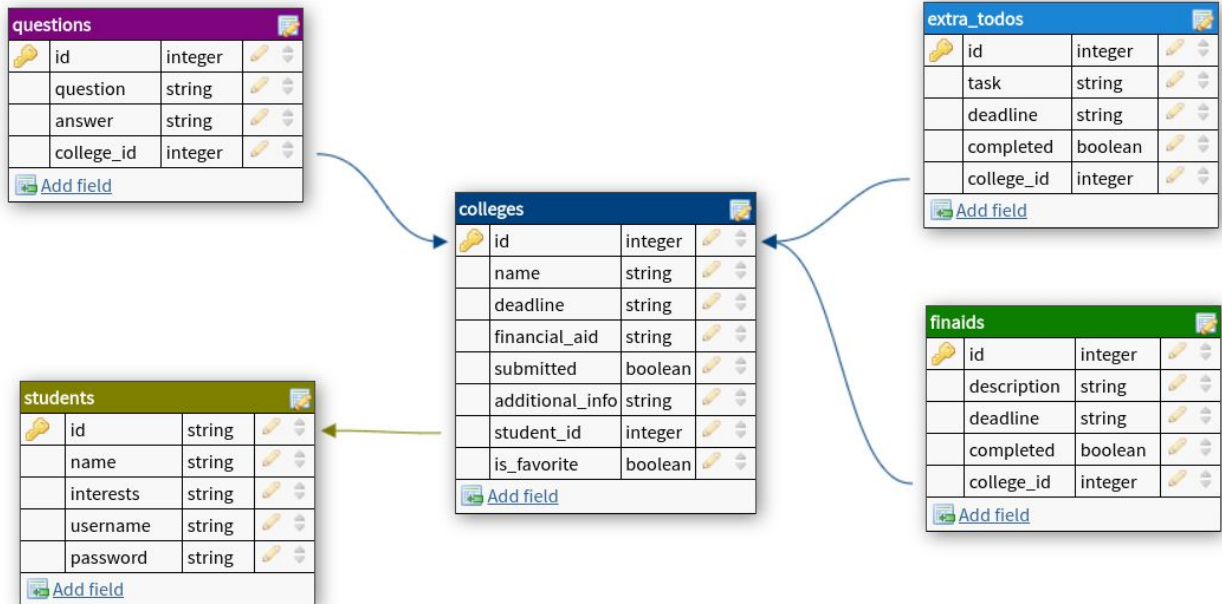 questions
id integer
question string
answer string
college_id integer
Add field
students
id string
name string
interests string
username string
password string
Add field
colleges
id integer
name string
deadline string
financial_aid string
submitted boolean
additional_info string
student_id integer
is_favorite boolean
Add field
extra_todos
id integer
task string
deadline string
completed boolean
college_id integer
Add field
finaids
id integer
description string
deadline string
completed boolean
college_id integer
Add field